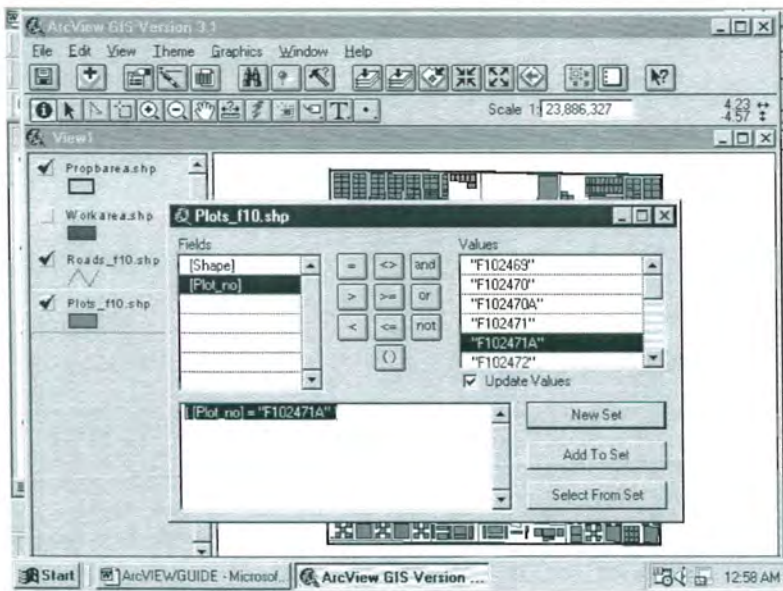 ArcView GIS Version 3.1
File Edit View Theme Graphics Window Help
Scale 1: 23,886,327
4.23
-4.57
View1
Propbarea.shp
Workarea.shp
Roads_f10.shp
Plots_f10.shp
Plots_f10.shp
Fields
[Shape]
[Plot_no]
= <> and
> >= or
< <= not
()
Values
"F102469"
"F102470"
"F102470A"
"F102471"
"F102471A"
"F102472"
Update Values
( [Plot_no] = "F102471A" )
New Set
Add To Set
Select From Set
Start ArcVIEWGUIDE - Microsof... ArcView GIS Version ... 12:58 AM